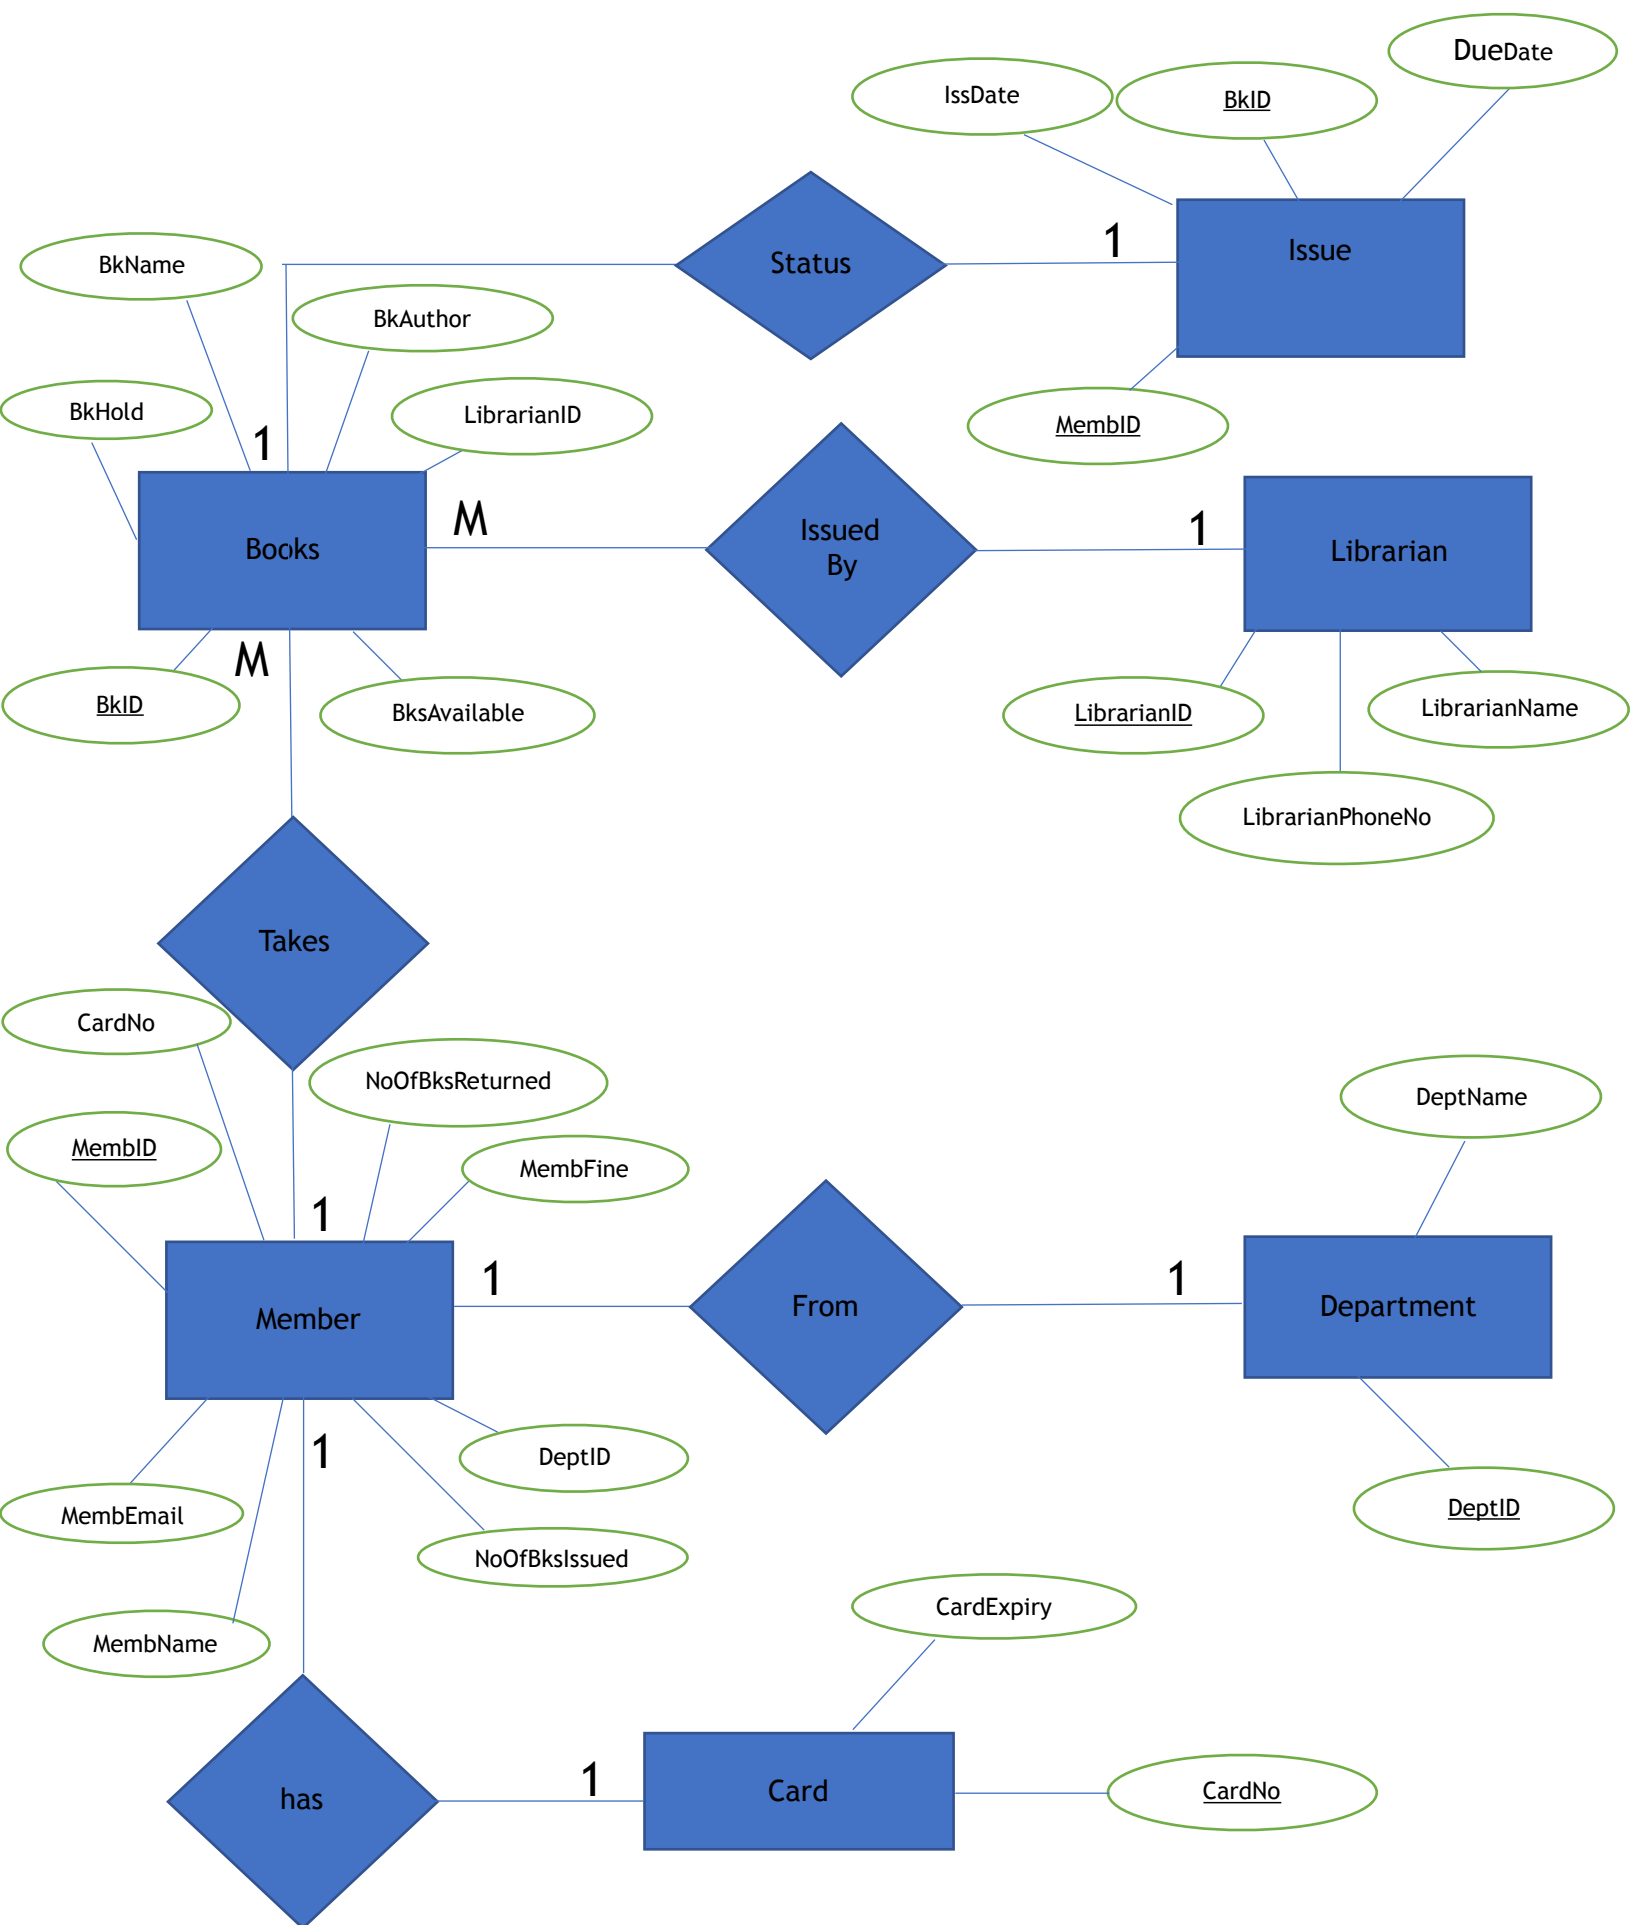 DueDate
IssDate
BkID
Status
1
Issue
BkName
BkAuthor
BkHold
LibrarianID
MembID
1
Books
M
Issued
By
1
Librarian
M
BkID
BksAvailable
LibrarianID
LibrarianName
LibrarianPhoneNo
Takes
CardNo
NoOfBksReturned
DeptName
MembID
MembFine
1
Member
1
From
1
Department
1
DeptID
MembEmail
NoOfBksIssued
DeptID
MembName
CardExpiry
has
1
Card
CardNo